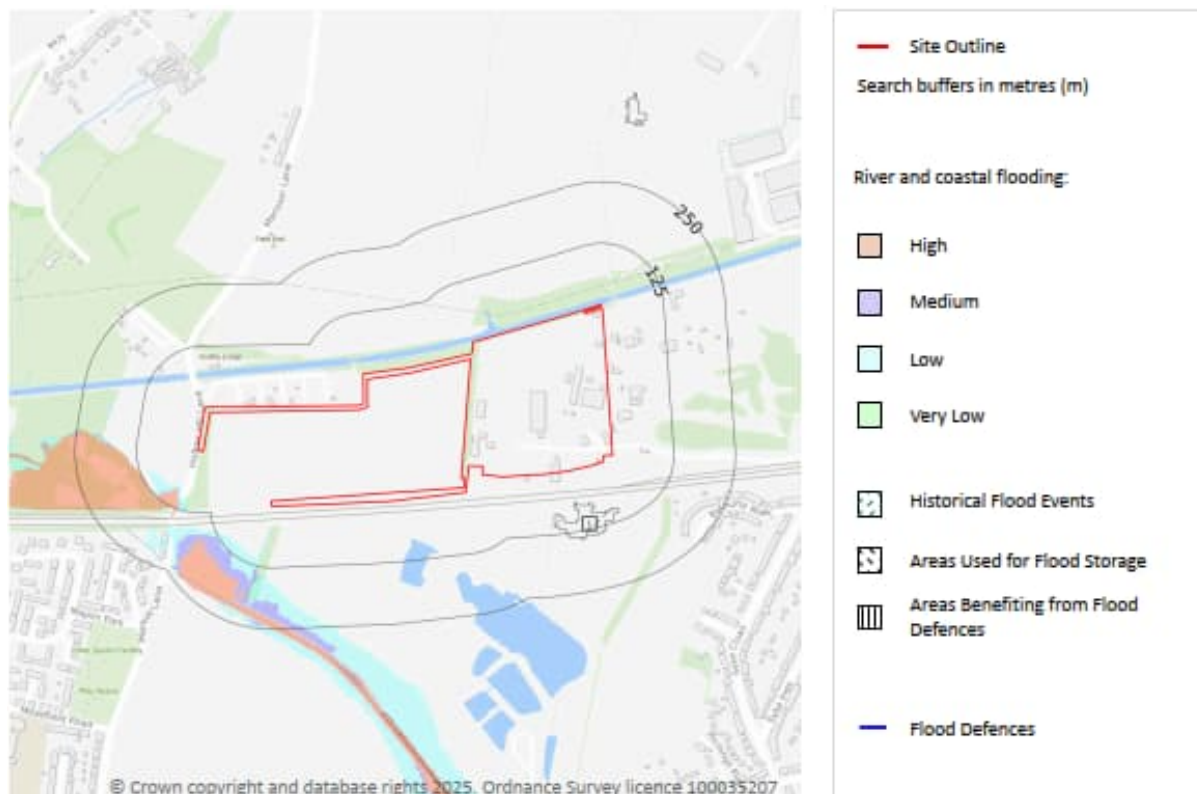 250
125
Site Outline
Search buffers in metres (m)
River and coastal flooding:
High
Medium
Low
Very Low
Historical Flood Events
Areas Used for Flood Storage
Areas Benefiting from Flood
Defences
Flood Defences
© Crown copyright and database rights 2025. Ordnance Survey licence 100035207